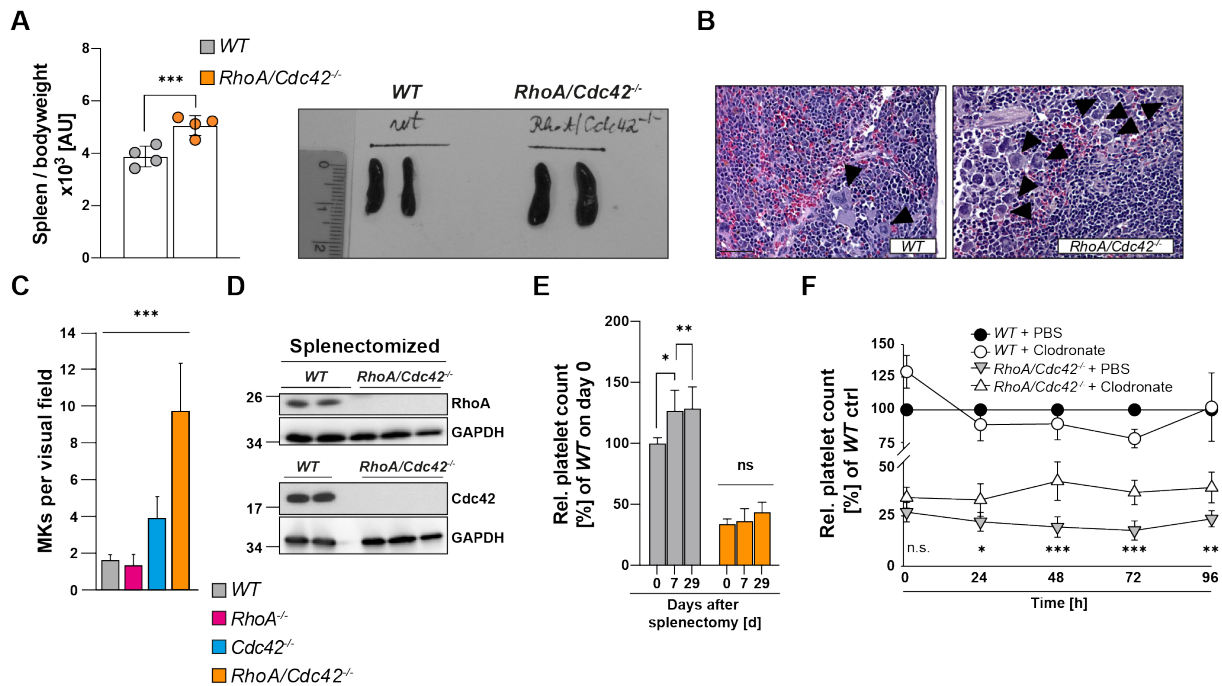 A
8
6
4
2
0
Spleen / bodyweight
x10³ [AU]
***
WT
RhoA/Cdc42-/-
WT
RhoA/Cdc42-/-
wt
RhoA/Cdc42-/-
0
1
2
B
WT
RhoA/Cdc42-/-
C
14
12
10
8
6
4
2
0
MKs per visual field
***
WT
RhoA-/-
Cdc42-/-
RhoA/Cdc42-/-
D
Splenectomized
WT
RhoA/Cdc42-/-
26
RhoA
34
GAPDH
WT
RhoA/Cdc42-/-
17
Cdc42
34
GAPDH
E
200
150
100
50
0
Rel. platelet count
[%] of WT on day 0
*
**
ns
0 7 29 0 7 29
Days after
splenectomy [d]
F
WT + PBS
WT + Clodronate
RhoA/Cdc42-/- + PBS
RhoA/Cdc42-/- + Clodronate
150
125
100
75
50
25
0
Rel. platelet count
[%] of WT ctrl
n.s. * *** *** **
0 24 48 72 96
Time [h]